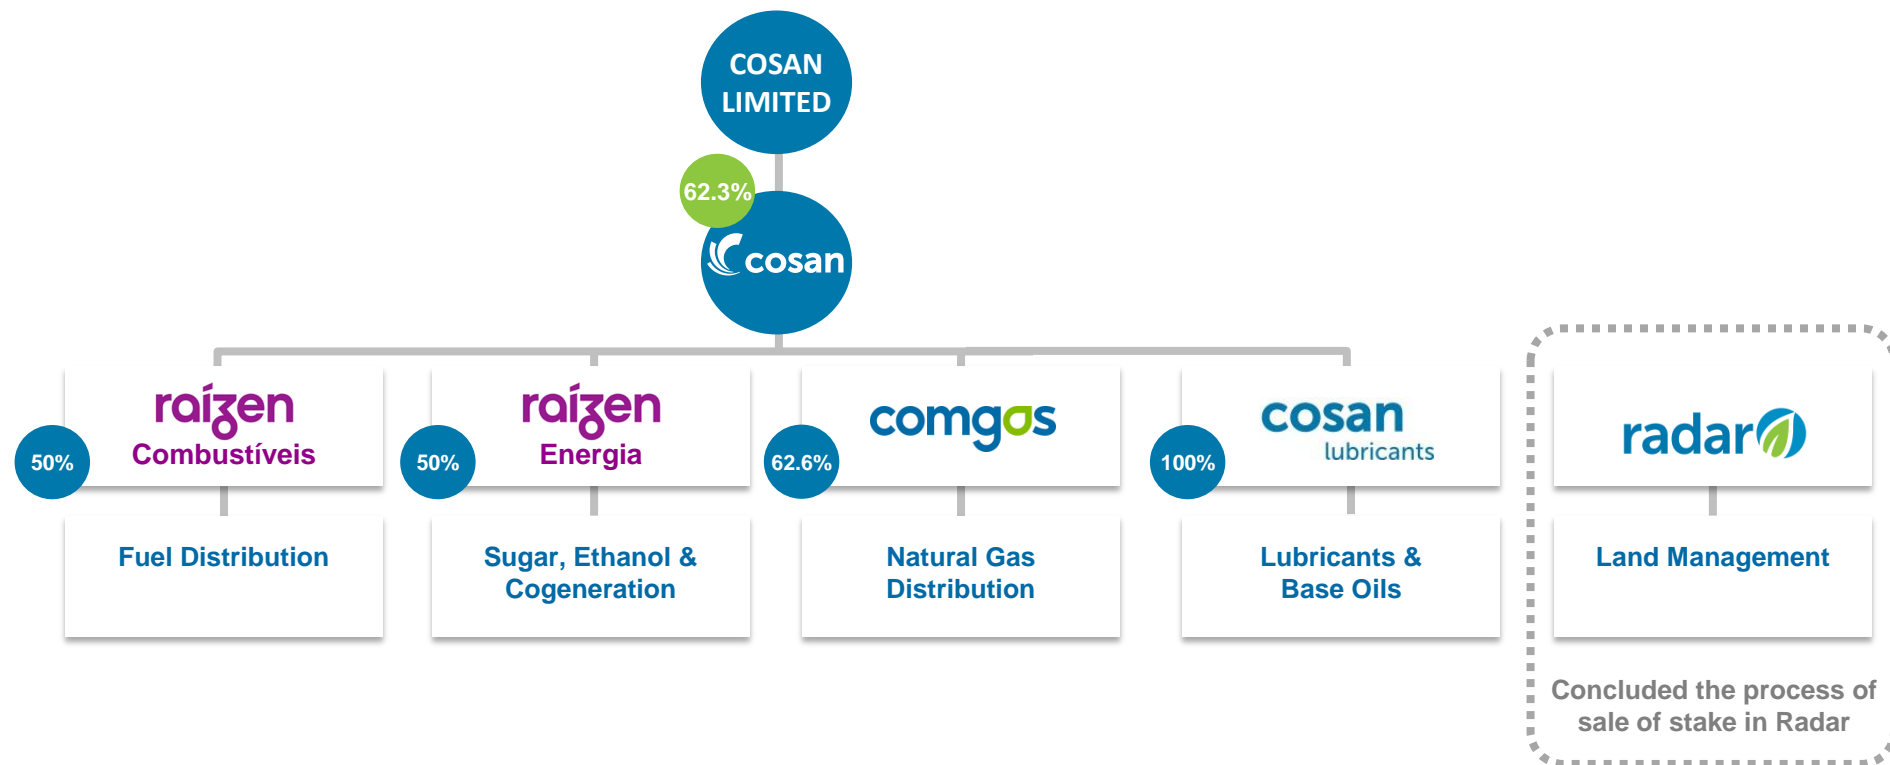 COSAN
LIMITED
62.3%
cosan
raízen
Combustíveis
50%
raízen
Energia
50%
comgas
62.6%
cosan
lubricants
100%
radar
Fuel Distribution
Sugar, Ethanol &
Cogeneration
Natural Gas
Distribution
Lubricants &
Base Oils
Land Management
Concluded the process of
sale of stake in Radar